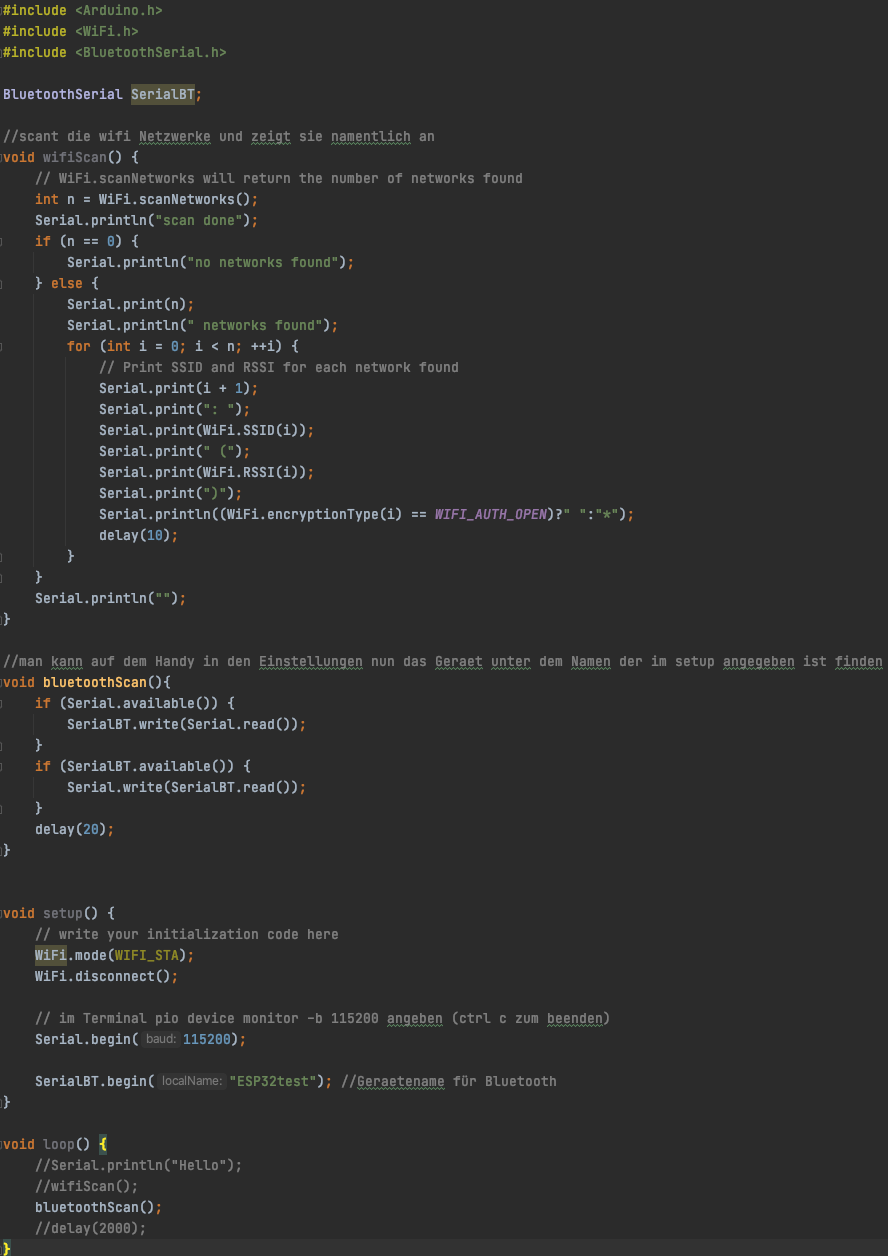 #include <Arduino.h>
#include <WiFi.h>
#include <BluetoothSerial.h>

BluetoothSerial SerialBT;

//scant die wifi Netzwerke und zeigt sie namentlich an
void wifiScan() {
    // WiFi.scanNetworks will return the number of networks found
    int n = WiFi.scanNetworks();
    Serial.println("scan done");
    if (n == 0) {
        Serial.println("no networks found");
    } else {
        Serial.print(n);
        Serial.println(" networks found");
        for (int i = 0; i < n; ++i) {
            // Print SSID and RSSI for each network found
            Serial.print(i + 1);
            Serial.print(": ");
            Serial.print(WiFi.SSID(i));
            Serial.print(" (");
            Serial.print(WiFi.RSSI(i));
            Serial.print(")");
            Serial.println((WiFi.encryptionType(i) == WIFI_AUTH_OPEN)?" ":"*");
            delay(10);
        }
    }
    Serial.println("");
}

//man kann auf dem Handy in den Einstellungen nun das Geraet unter dem Namen der im setup angegeben ist finden
void bluetoothScan(){
    if (Serial.available()) {
        SerialBT.write(Serial.read());
    }
    if (SerialBT.available()) {
        Serial.write(SerialBT.read());
    }
    delay(20);
}

void setup() {
    // write your initialization code here
    WiFi.mode(WIFI_STA);
    WiFi.disconnect();

    // im Terminal pio device monitor -b 115200 angeben (ctrl c zum beenden)
    Serial.begin( baud: 115200);

    SerialBT.begin( localName: "ESP32test"); //Geraetename für Bluetooth
}

void loop() {
    //Serial.println("Hello");
    //wifiScan();
    bluetoothScan();
    //delay(2000);
}